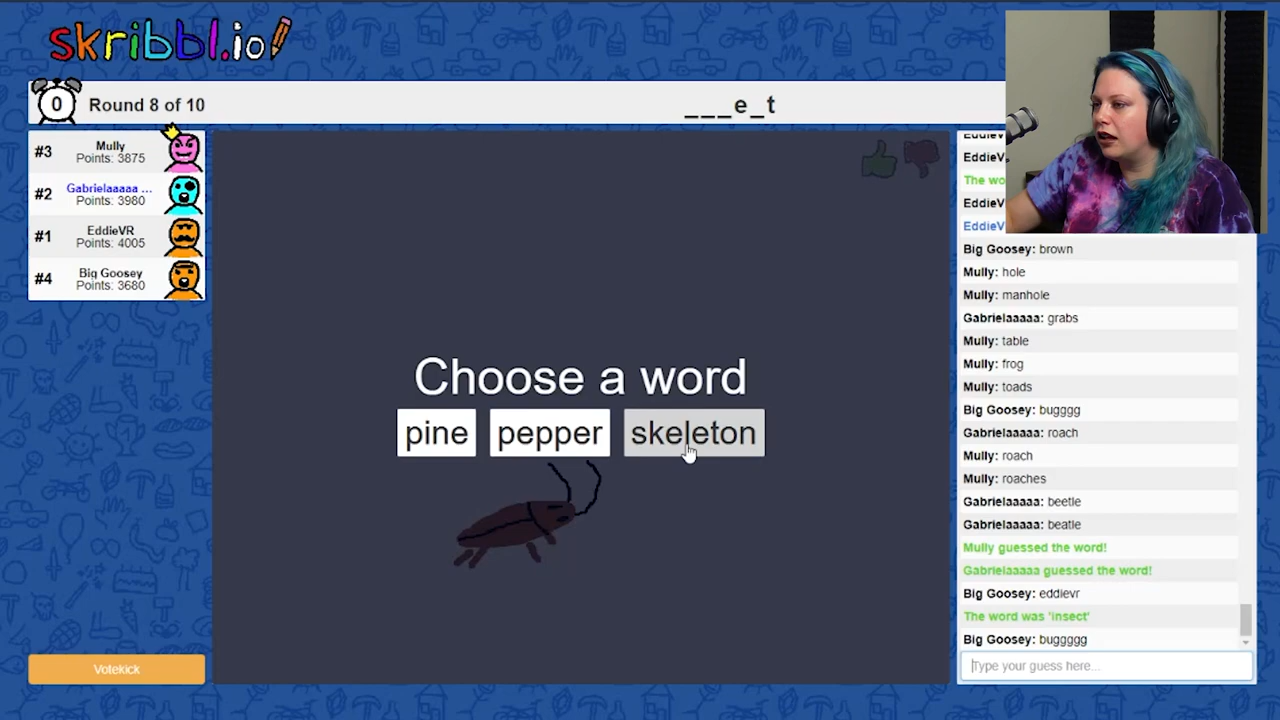 skribbl.io
0
Round 8 of 10
___e_t
#3 Mully
Points: 3875
#2 Gabrielaaaaa ...
Points: 3980
#1 EddieVR
Points: 4005
#4 Big Goosey
Points: 3680
Choose a word
pine pepper skeleton
Votekick
EddieV
The wo
EddieV
EddieV
Big Goosey: brown
Mully: hole
Mully: manhole
Gabrielaaaaa: grabs
Mully: table
Mully: frog
Mully: toads
Big Goosey: bugggg
Gabrielaaaaa: roach
Mully: roach
Mully: roaches
Gabrielaaaaa: beetle
Gabrielaaaaa: beatle
Mully guessed the word!
Gabrielaaaaa guessed the word!
Big Goosey: eddievr
The word was 'insect'
Big Goosey: buggggg
Type your guess here...